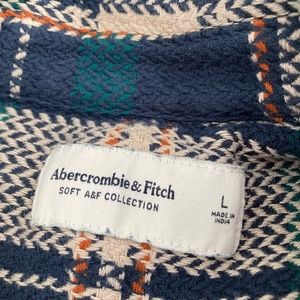 Abercrombie & Fitch
SOFT A&F COLLECTION
L
MADE IN
INDIA